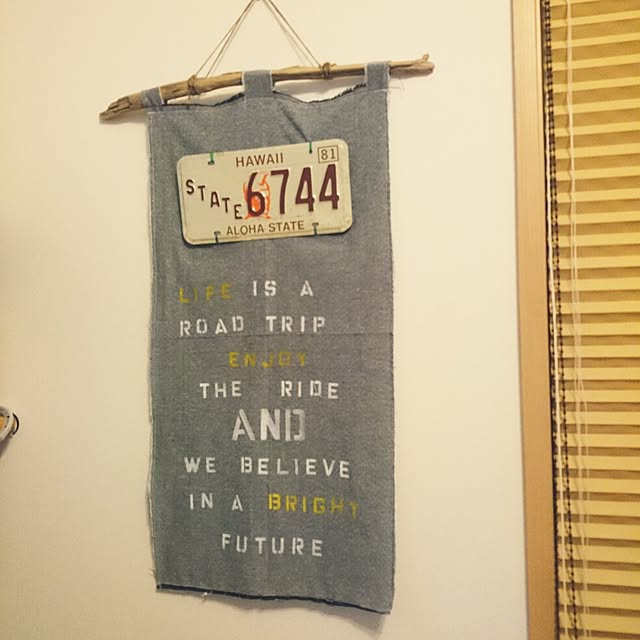 HAWAII 81
STATE 6744
ALOHA STATE
LIFE IS A
ROAD TRIP
ENJOY
THE RIDE
AND
WE BELIEVE
IN A BRIGHT
FUTURE